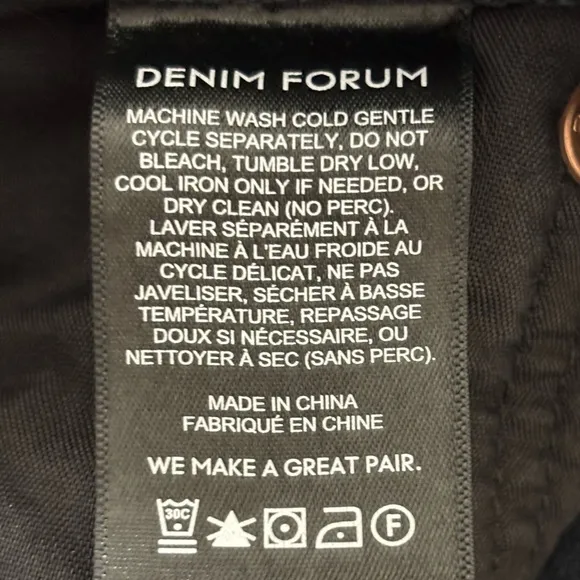 DENIM FORUM
MACHINE WASH COLD GENTLE
CYCLE SEPARATELY, DO NOT
BLEACH, TUMBLE DRY LOW,
COOL IRON ONLY IF NEEDED, OR
DRY CLEAN (NO PERC).
LAVER SÉPARÉMENT À LA
MACHINE À L'EAU FROIDE AU
CYCLE DÉLICAT, NE PAS
JAVELISER, SÉCHER À BASSE
TEMPÉRATURE, REPASSAGE
DOUX SI NÉCESSAIRE, OU
NETTOYER À SEC (SANS PERC).
MADE IN CHINA
FABRIQUÉ EN CHINE
WE MAKE A GREAT PAIR.
30C F